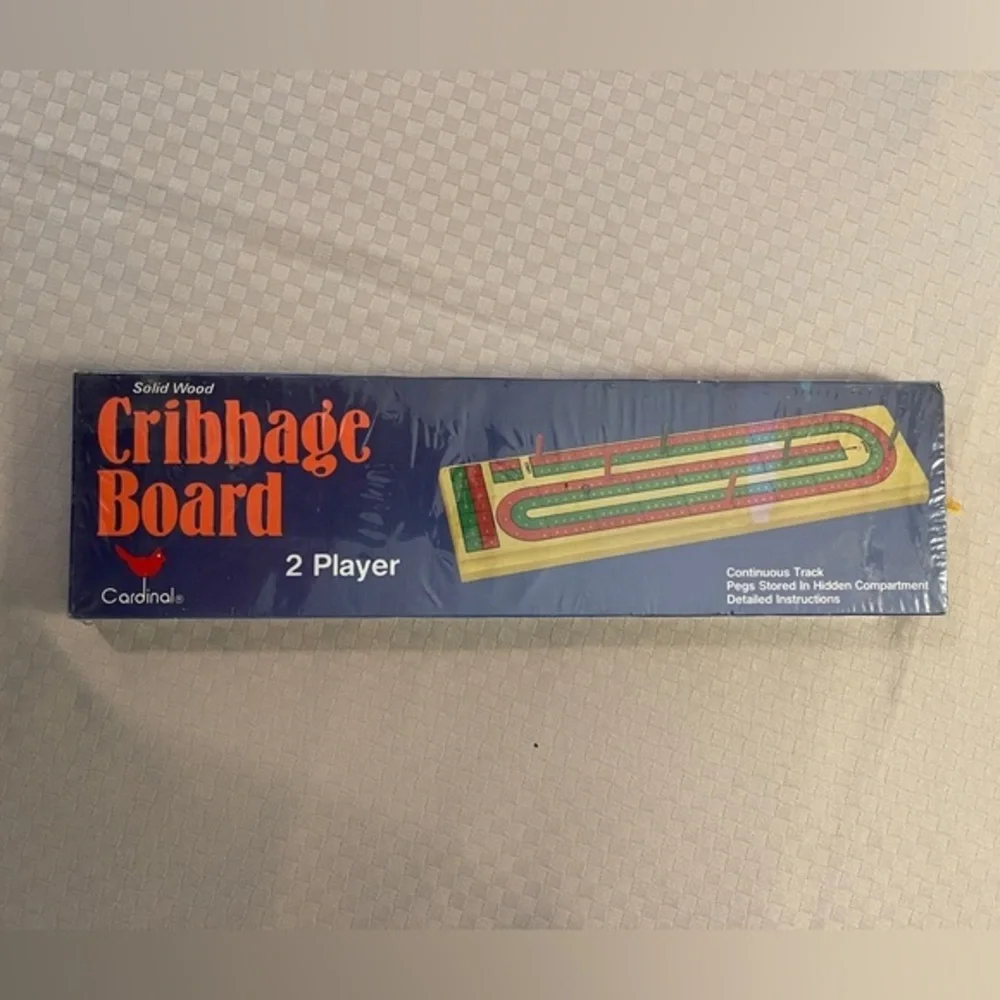 Solid Wood
Cribbage
Board
2 Player
Cardinal®
Continuous Track
Pegs Stored In Hidden Compartment
Detailed Instructions